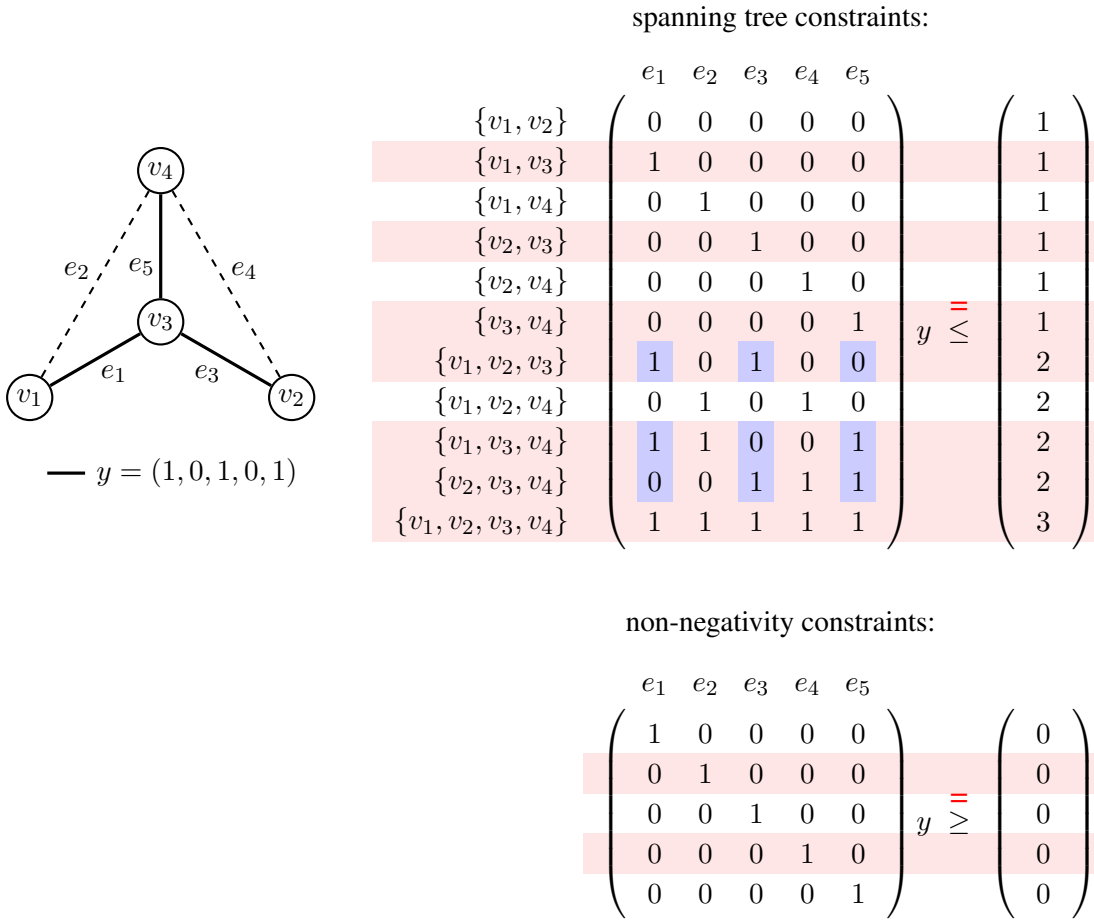 spanning tree constraints:
e₁ e₂ e₃ e₄ e₅
{v₁, v₂} ( 0 0 0 0 0 ) ( 1 )
{v₁, v₃} 1 0 0 0 0 1
{v₁, v₄} 0 1 0 0 0 1
{v₂, v₃} 0 0 1 0 0 1
{v₂, v₄} 0 0 0 1 0 1
{v₃, v₄} 0 0 0 0 1 y = ≤ 1
{v₁, v₂, v₃} 1 0 1 0 0 2
{v₁, v₂, v₄} 0 1 0 1 0 2
{v₁, v₃, v₄} 1 1 0 0 1 2
{v₂, v₃, v₄} 0 0 1 1 1 2
{v₁, v₂, v₃, v₄} 1 1 1 1 1 3
v₄
e₂ e₅ e₄
v₃
e₁ e₃
v₁ v₂
y = (1, 0, 1, 0, 1)
non-negativity constraints:
e₁ e₂ e₃ e₄ e₅
1 0 0 0 0 0
0 1 0 0 0 0
0 0 1 0 0 y = ≥ 0
0 0 0 1 0 0
0 0 0 0 1 0